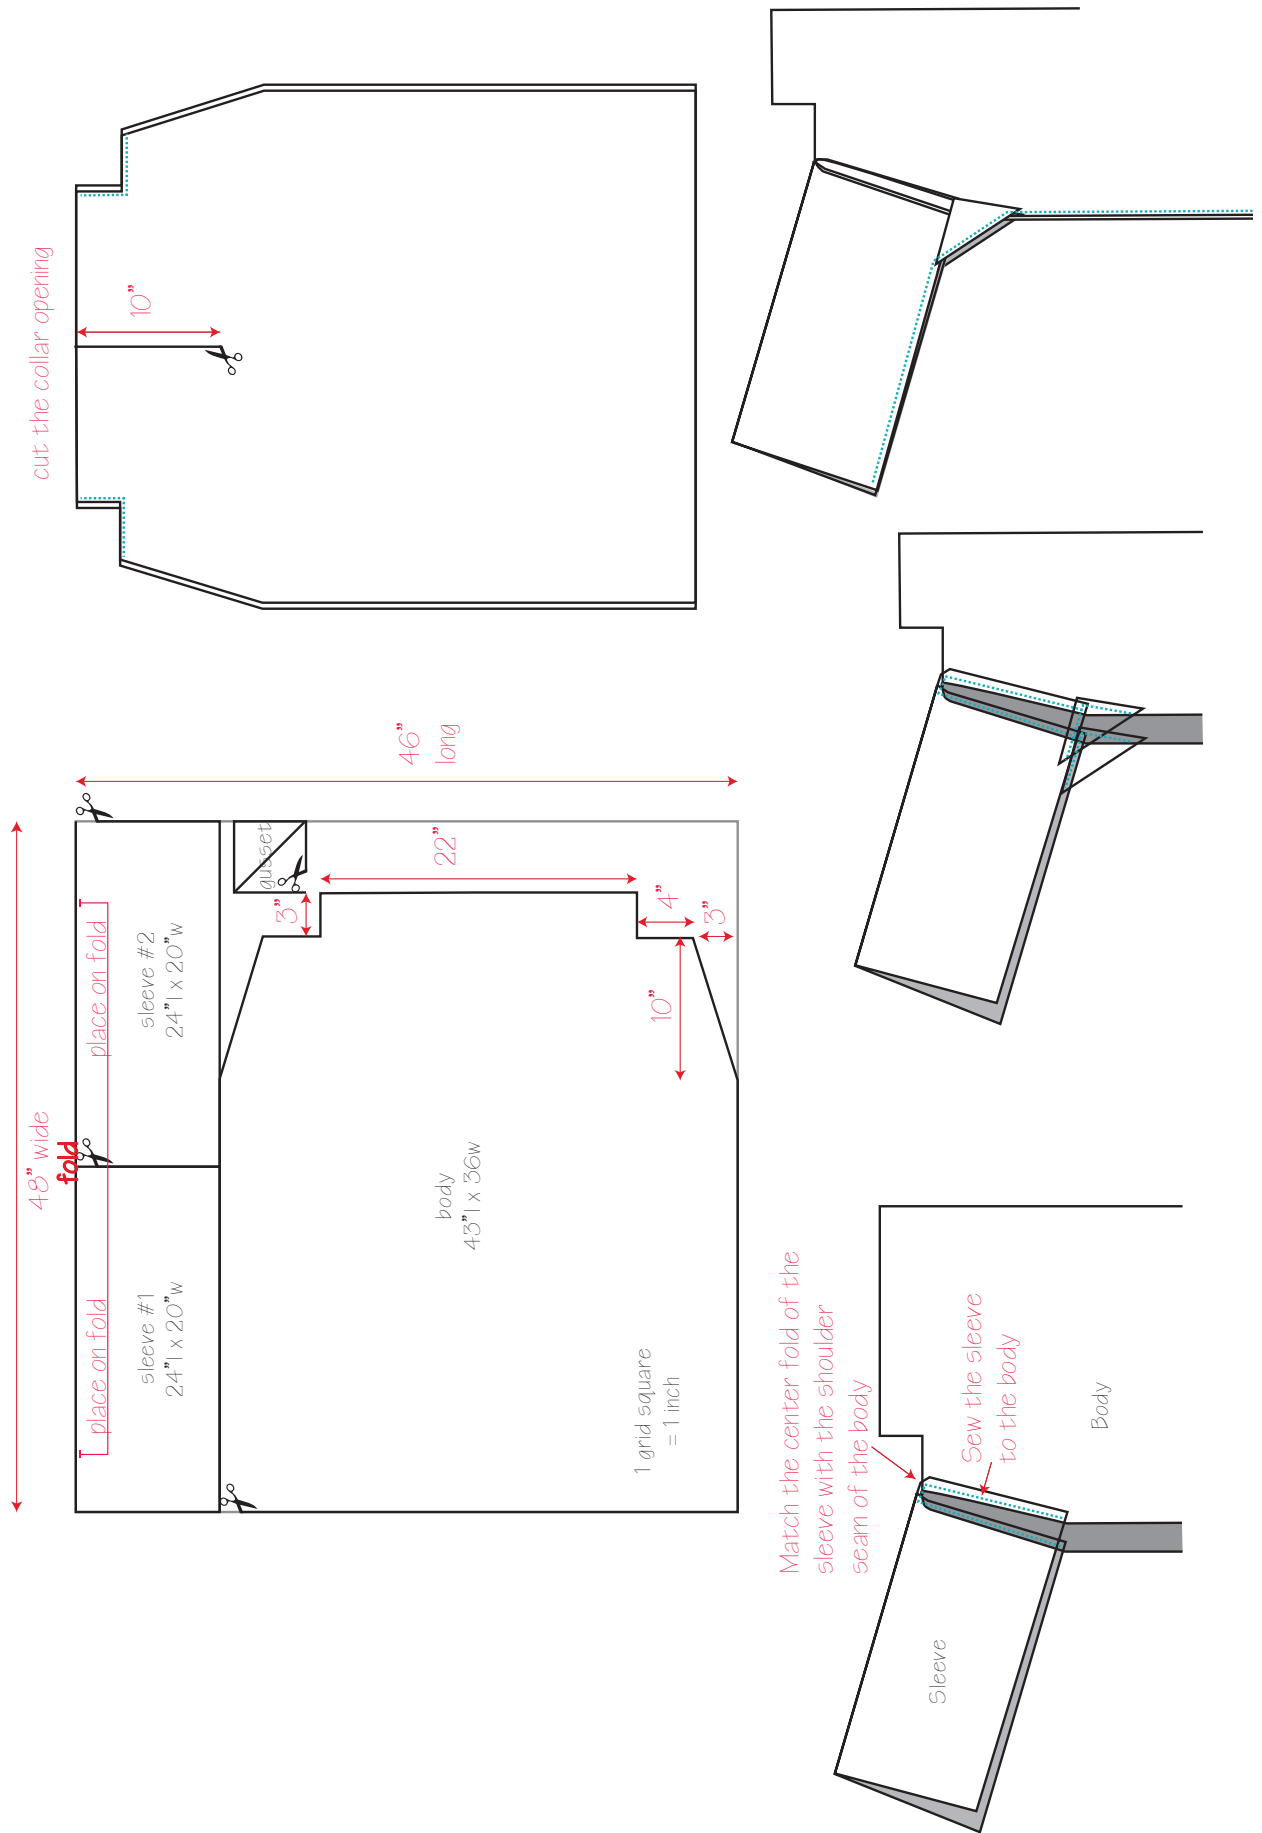 48” wide
fold
place on fold
place on fold
sleeve #1
24”l x 20”w
sleeve #2
24”l x 20”w
gusset
46”
long
3”
22”
4”
3”
10”
body
43”l x 36w
1 grid square
= 1 inch
cut the collar opening
10”
Match the center fold of the
sleeve with the shoulder
seam of the body
Sew the sleeve
to the body
Sleeve
Body